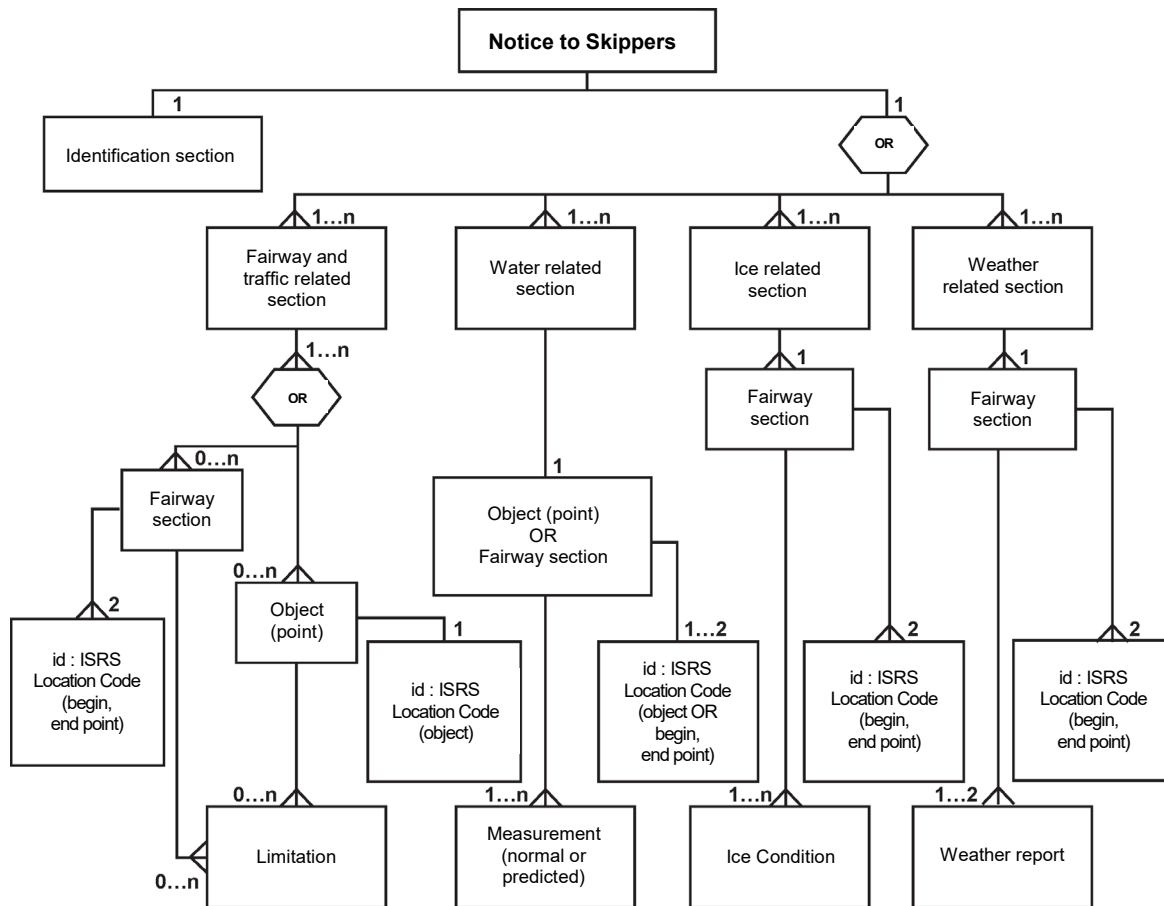 Notice to Skippers
1
1
Identification section
OR
1...n
1...n
1...n
1...n
Fairway and
traffic related
section
Water related
section
Ice related
section
Weather
related section
1...n
1
1
OR
Fairway
section
Fairway
section
0...n
1
Fairway
section
Object (point)
OR
Fairway section
0...n
Object
(point)
2
1
1...2
2
2
id : ISRS
Location Code
(begin,
end point)
id : ISRS
Location Code
(object)
id : ISRS
Location Code
(object OR
begin,
end point)
id : ISRS
Location Code
(begin,
end point)
id : ISRS
Location Code
(begin,
end point)
0...n
1...n
1...n
1...2
Limitation
0...n
Measurement
(normal or
predicted)
Ice Condition
Weather report